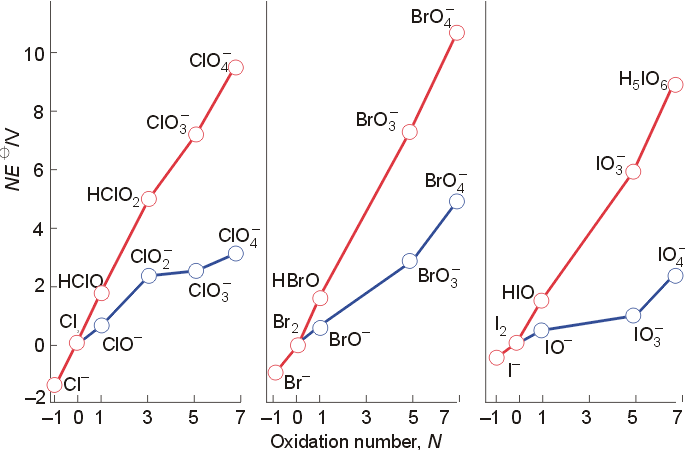 NE⊖/V
10
8
6
4
2
0
−2
ClO₄⁻
ClO₃⁻
HClO₂
HClO
Cl₂
Cl⁻
ClO⁻
ClO₂⁻
ClO₃⁻
ClO₄⁻
−1 0 1 3 5 7
BrO₄⁻
BrO₃⁻
HBrO
Br₂
Br⁻
BrO⁻
BrO₃⁻
BrO₄⁻
−1 0 1 3 5 7
H₅IO₆
IO₃⁻
HIO
I₂
I⁻
IO⁻
IO₃⁻
IO₄⁻
−1 0 1 3 5 7
Oxidation number, N